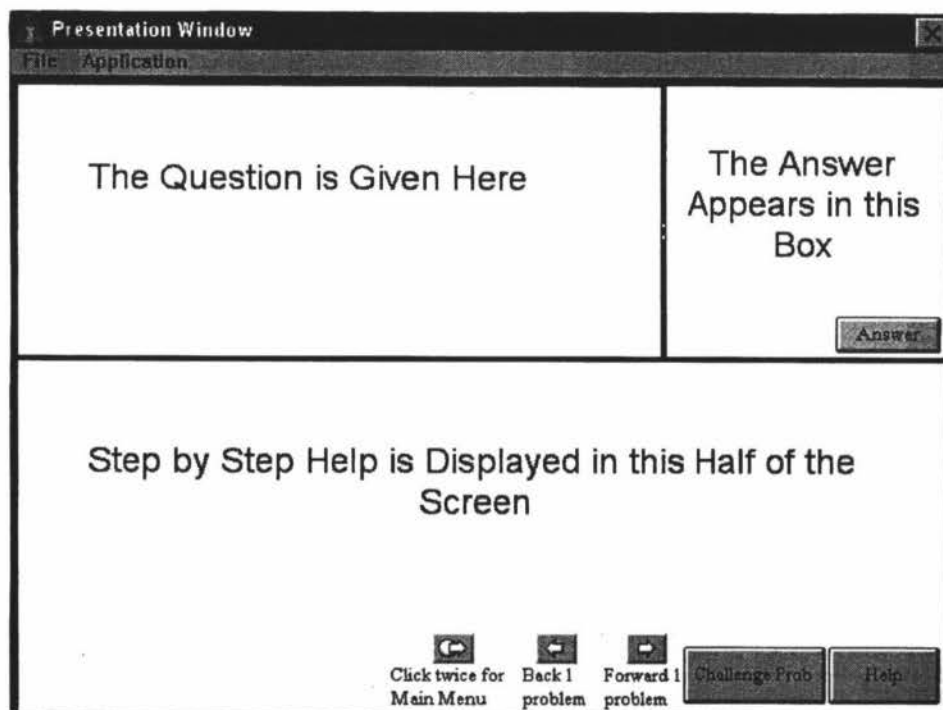 Presentation Window
File Application
The Question is Given Here
The Answer
Appears in this
Box
Answer
Step by Step Help is Displayed in this Half of the
Screen
Click twice for
Main Menu
Back 1
problem
Forward 1
problem
Challenge Prob
Help